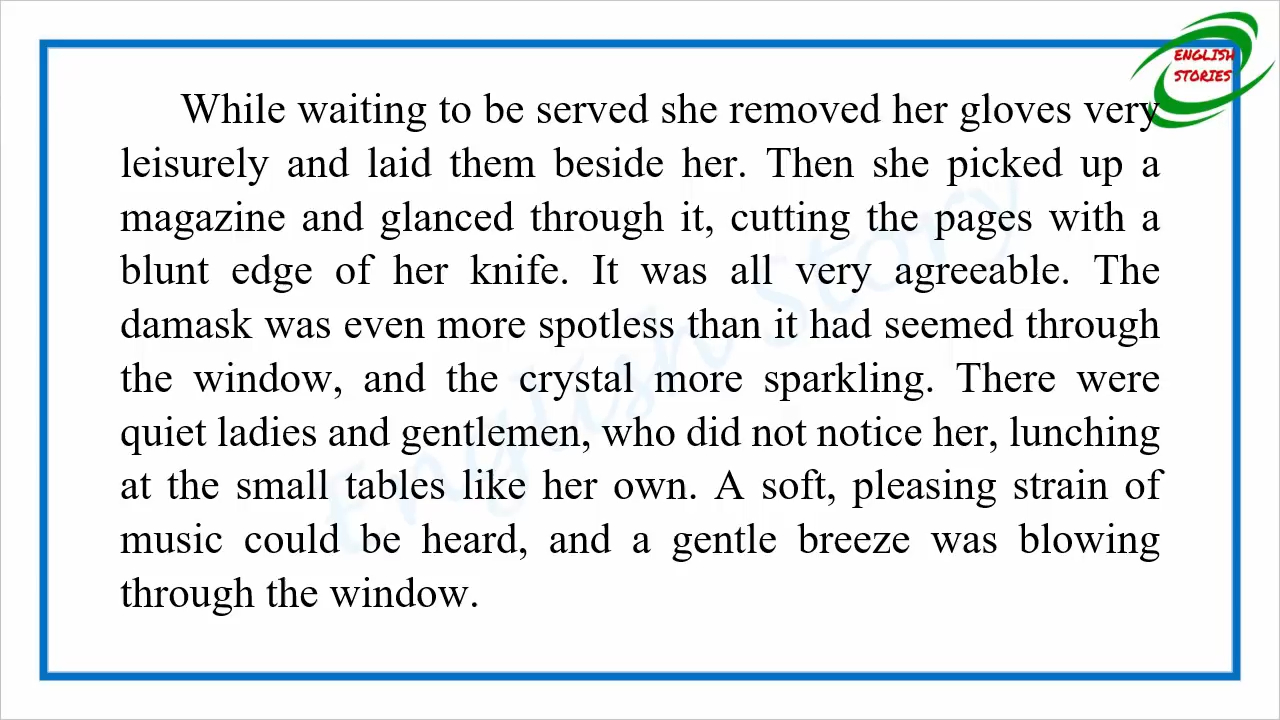 ENGLISH
STORIES
While waiting to be served she removed her gloves very
leisurely and laid them beside her. Then she picked up a
magazine and glanced through it, cutting the pages with a
blunt edge of her knife. It was all very agreeable. The
damask was even more spotless than it had seemed through
the window, and the crystal more sparkling. There were
quiet ladies and gentlemen, who did not notice her, lunching
at the small tables like her own. A soft, pleasing strain of
music could be heard, and a gentle breeze was blowing
through the window.
English Story